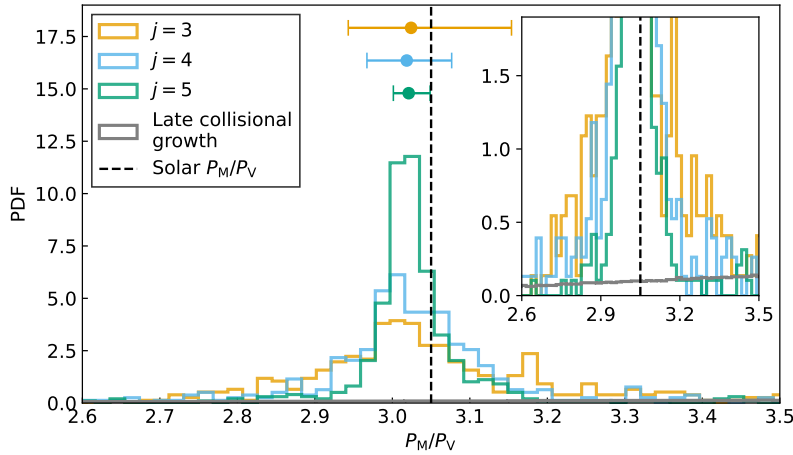 j = 3
j = 4
j = 5
Late collisional
growth
Solar P_M/P_V
PDF
17.5
15.0
12.5
10.0
7.5
5.0
2.5
0.0
2.6 2.7 2.8 2.9 3.0 3.1 3.2 3.3 3.4 3.5
P_M/P_V
1.5
1.0
0.5
0.0
2.6 2.9 3.2 3.5